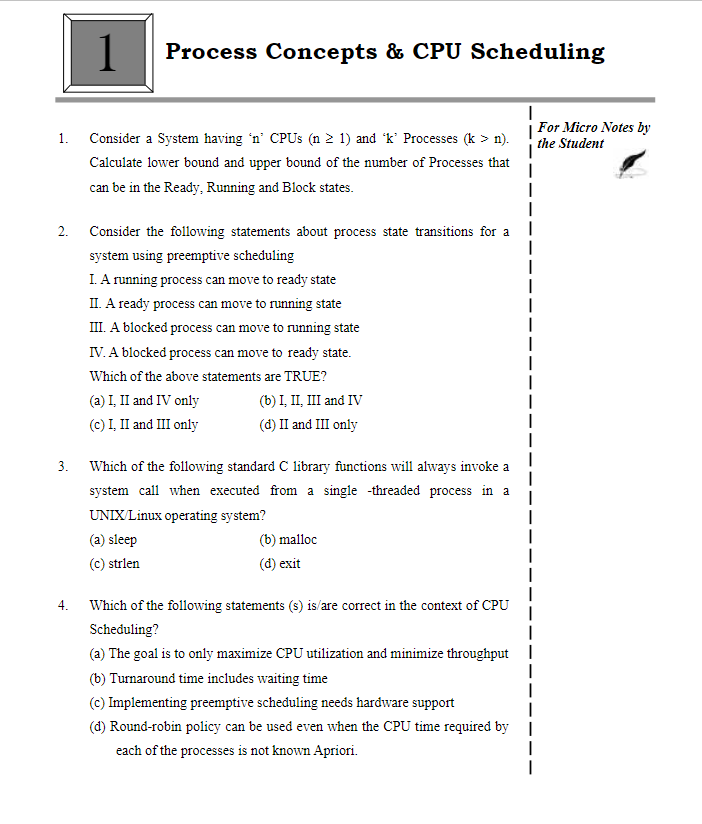 1
Process Concepts & CPU Scheduling
For Micro Notes by
the Student
1. Consider a System having ‘n’ CPUs (n ≥ 1) and ‘k’ Processes (k > n).
Calculate lower bound and upper bound of the number of Processes that
can be in the Ready, Running and Block states.
2. Consider the following statements about process state transitions for a
system using preemptive scheduling
I. A running process can move to ready state
II. A ready process can move to running state
III. A blocked process can move to running state
IV. A blocked process can move to ready state.
Which of the above statements are TRUE?
(a) I, II and IV only (b) I, II, III and IV
(c) I, II and III only (d) II and III only
3. Which of the following standard C library functions will always invoke a
system call when executed from a single -threaded process in a
UNIX/Linux operating system?
(a) sleep (b) malloc
(c) strlen (d) exit
4. Which of the following statements (s) is/are correct in the context of CPU
Scheduling?
(a) The goal is to only maximize CPU utilization and minimize throughput
(b) Turnaround time includes waiting time
(c) Implementing preemptive scheduling needs hardware support
(d) Round-robin policy can be used even when the CPU time required by
each of the processes is not known Apriori.